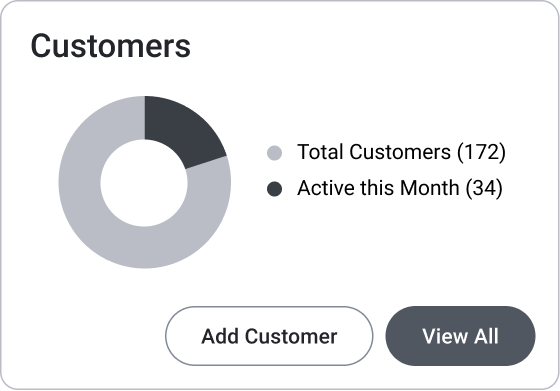 Customers
Total Customers (172)
Active this Month (34)
Add Customer
View All